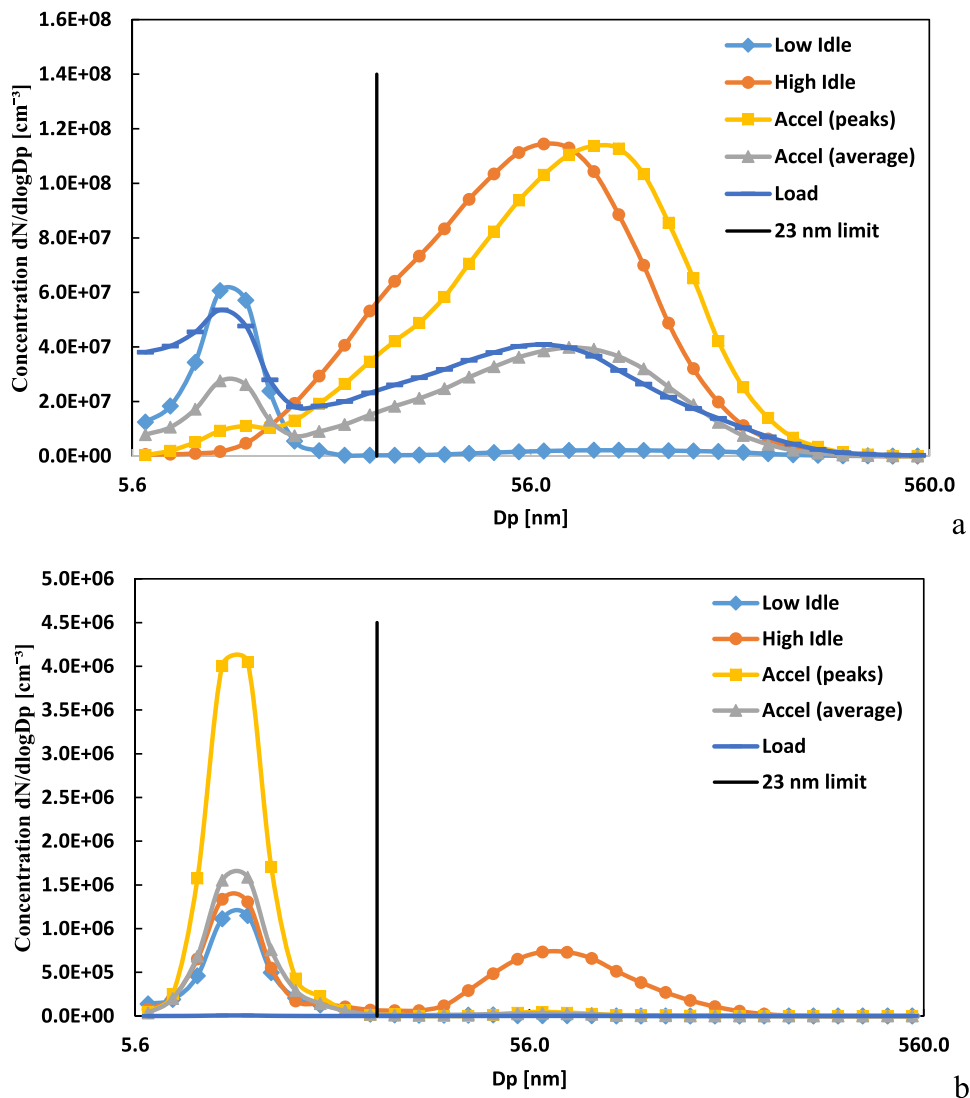 1.6E+08
1.4E+08
1.2E+08
1.0E+08
8.0E+07
6.0E+07
4.0E+07
2.0E+07
0.0E+00
Concentration dN/dlogDp [cm⁻³]
Low Idle
High Idle
Accel (peaks)
Accel (average)
Load
23 nm limit
5.6
56.0
560.0
Dp [nm]
a
5.0E+06
4.5E+06
4.0E+06
3.5E+06
3.0E+06
2.5E+06
2.0E+06
1.5E+06
1.0E+06
5.0E+05
0.0E+00
Concentration dN/dlogDp [cm⁻³]
Low Idle
High Idle
Accel (peaks)
Accel (average)
Load
23 nm limit
5.6
56.0
560.0
Dp [nm]
b